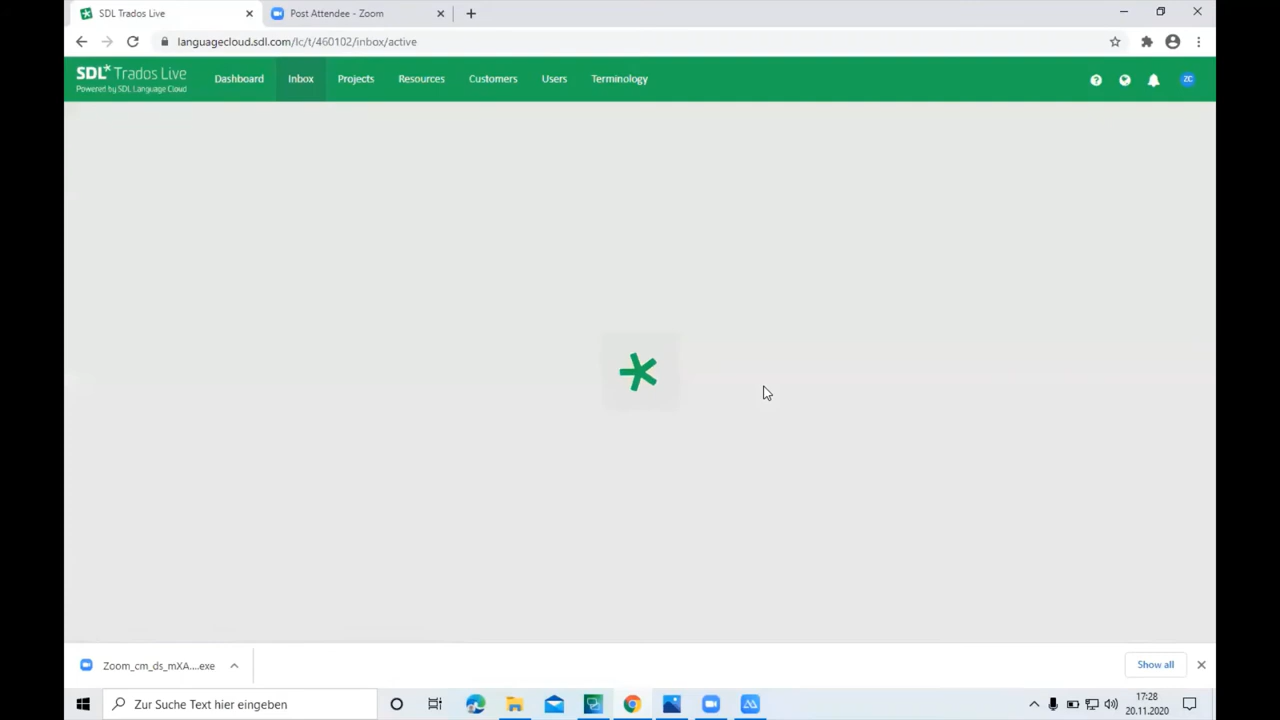 SDL Trados Live
Post Attendee - Zoom
languagecloud.sdl.com/lc/t/460102/inbox/active
SDL* Trados Live
Powered by SDL Language Cloud
Dashboard
Inbox
Projects
Resources
Customers
Users
Terminology
ZC
Zoom_cm_ds_mXA....exe
Show all
Zur Suche Text hier eingeben
17:28
20.11.2020